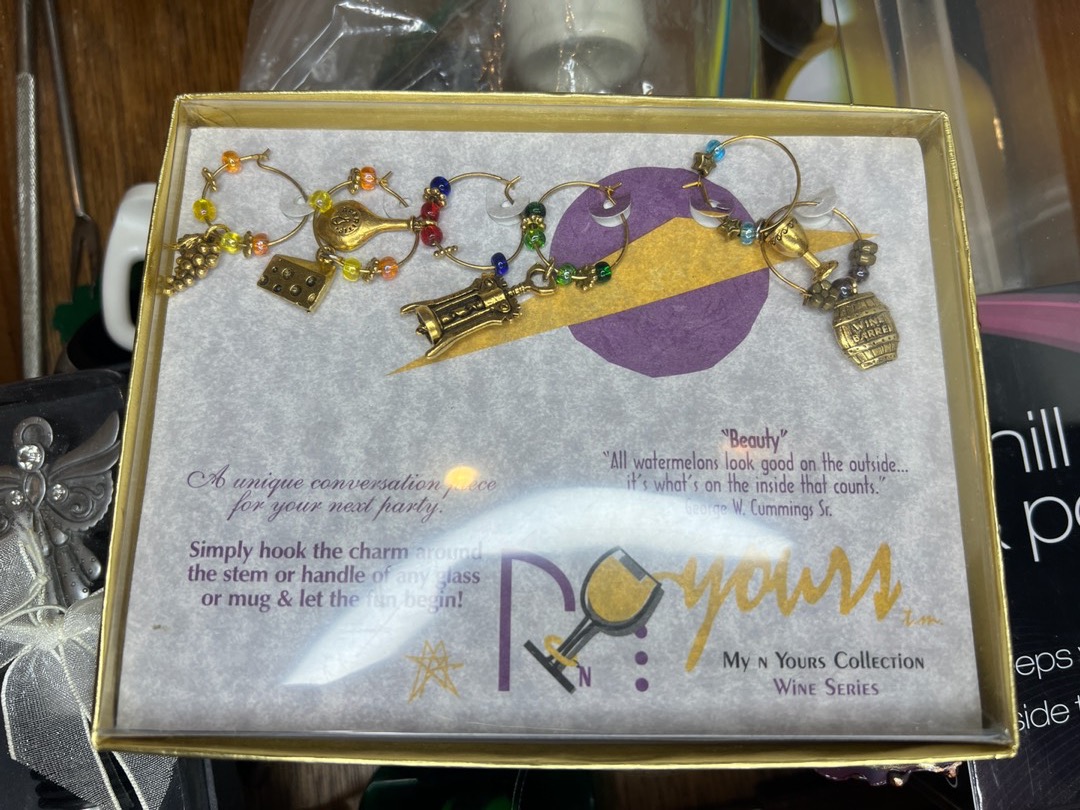 WINE
BARREL
"Beauty"
"All watermelons look good on the outside...
it's what's on the inside that counts."
George W. Cummings Sr.
A unique conversation piece
for your next party.
Simply hook the charm around
the stem or handle of any glass
or mug & let the fun begin!
&
N
yours
t.m.
My n Yours Collection
Wine Series
hill
eps
side